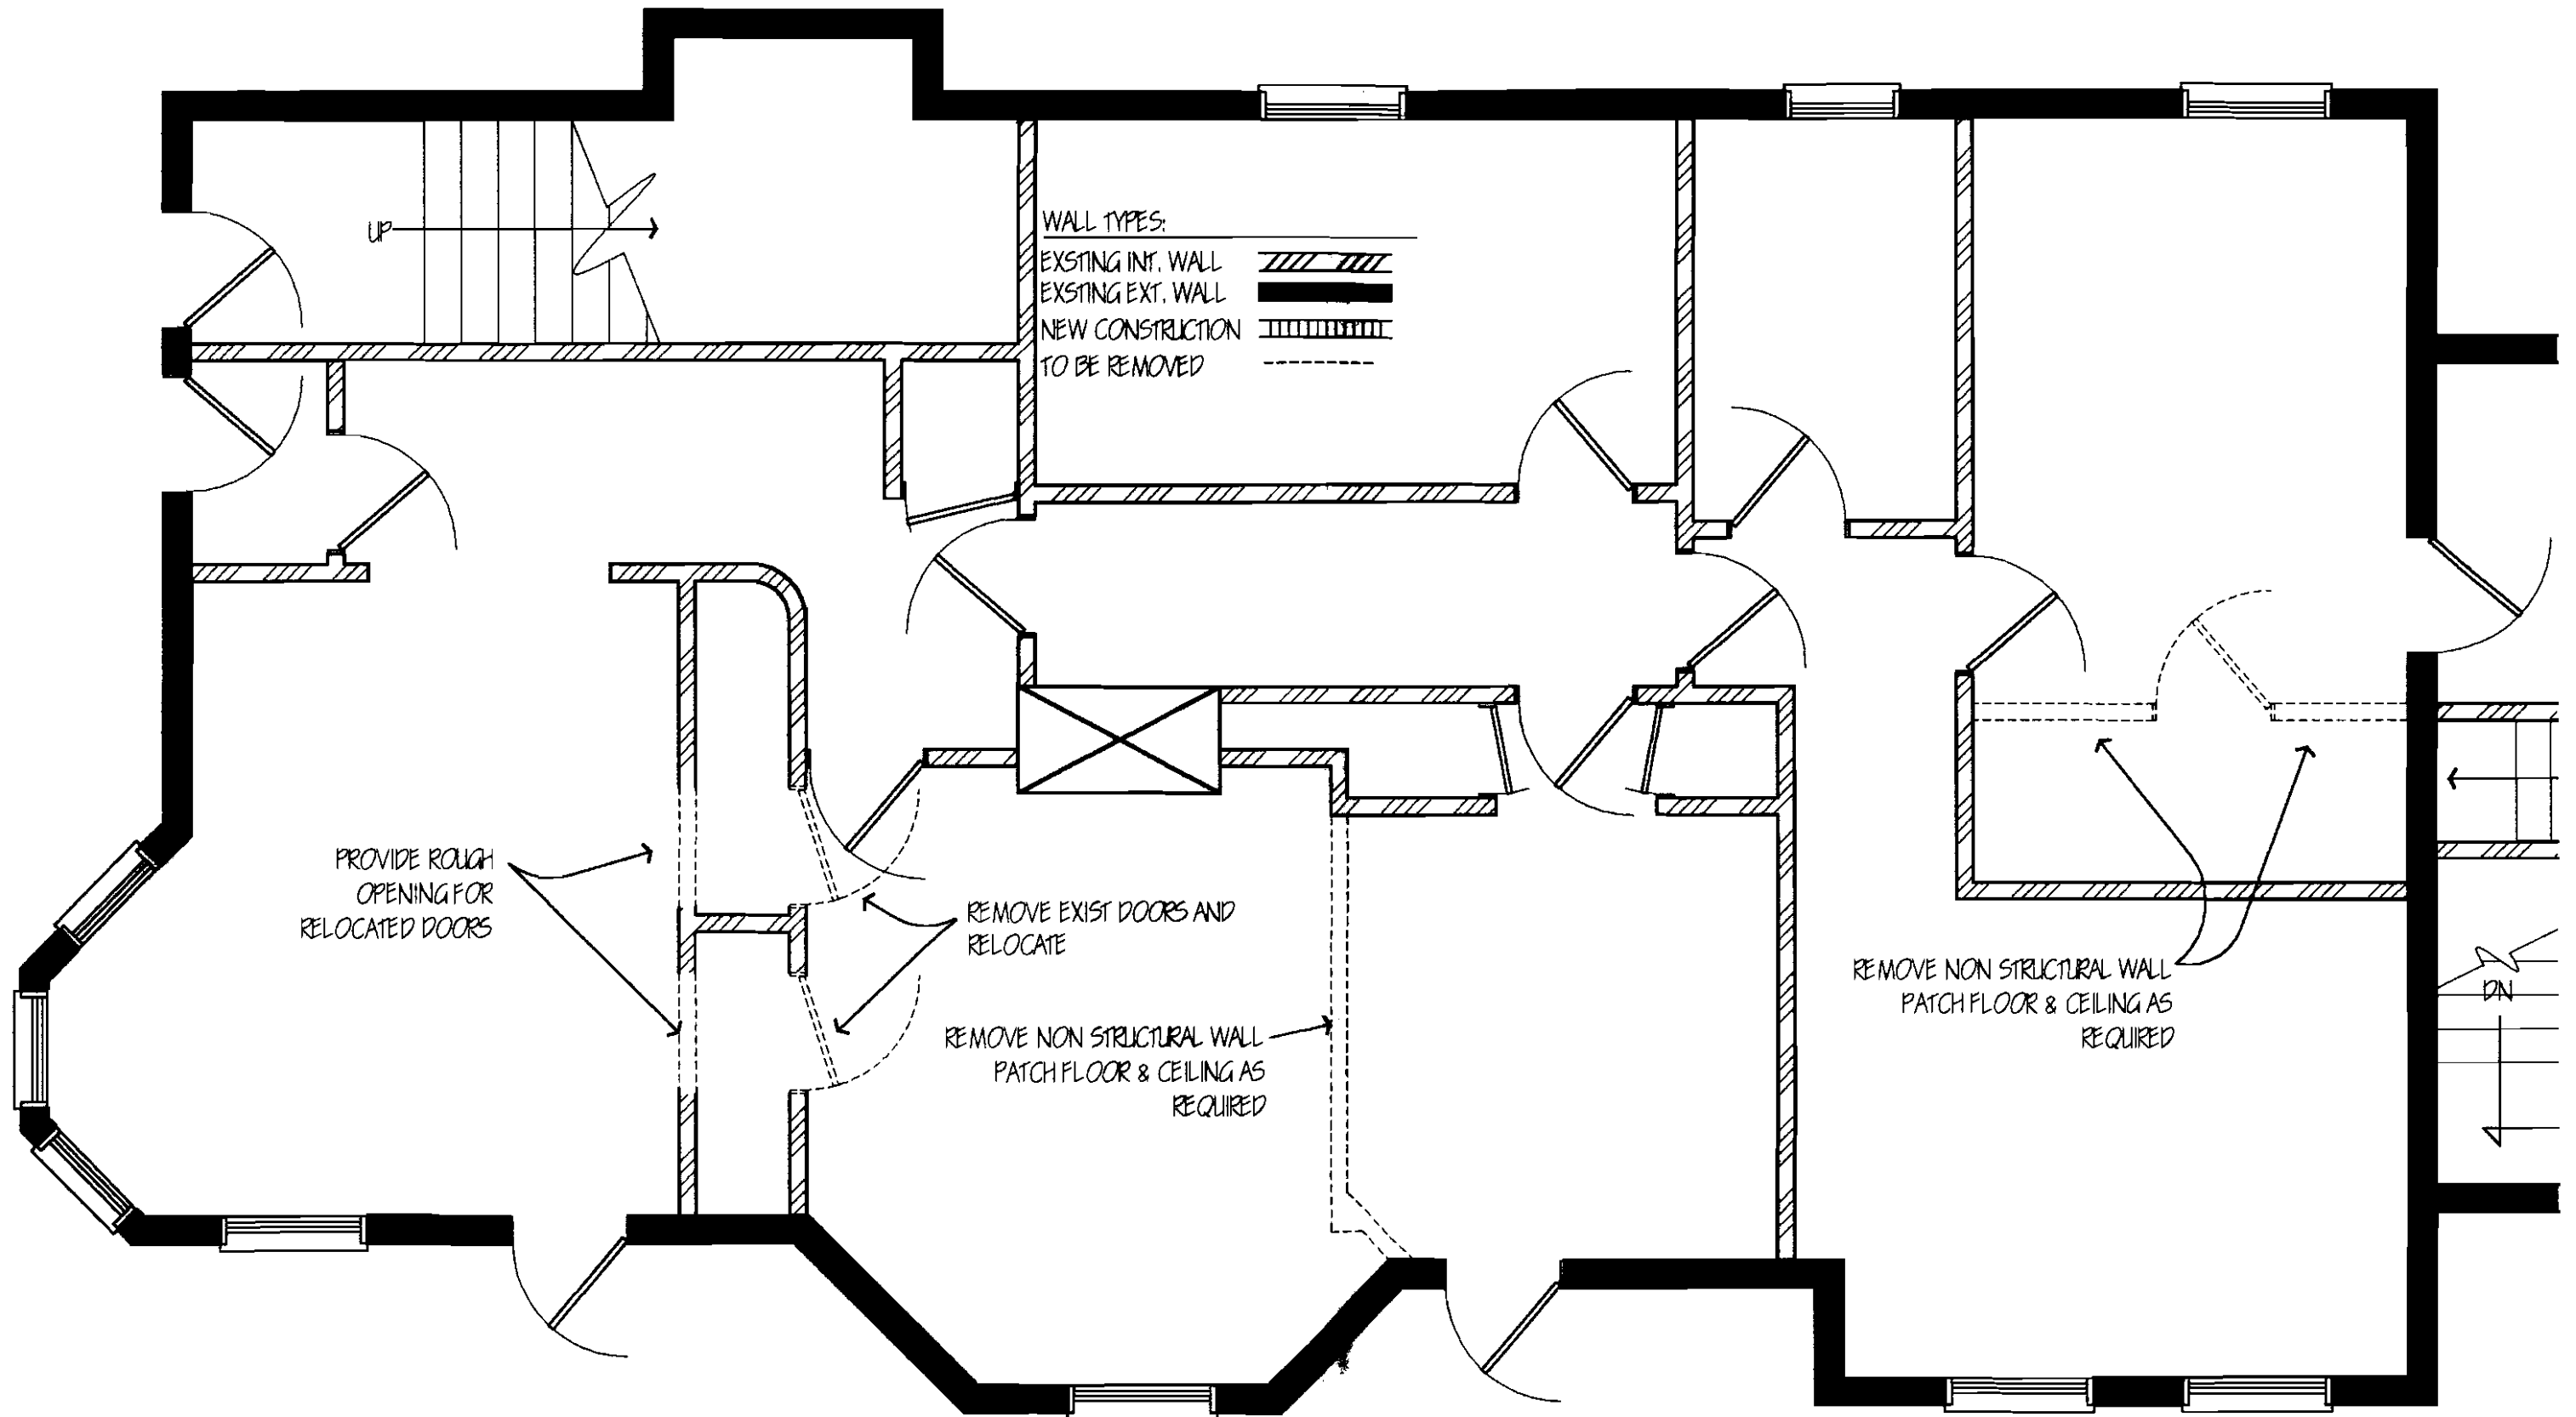 UP
WALL TYPES:
EXSTING INT. WALL
EXSTING EXT. WALL
NEW CONSTRUCTION
TO BE REMOVED
PROVIDE ROUGH
OPENING FOR
RELOCATED DOORS
REMOVE EXIST DOORS AND
RELOCATE
REMOVE NON STRUCTURAL WALL
PATCH FLOOR & CEILING AS
REQUIRED
REMOVE NON STRUCTURAL WALL
PATCH FLOOR & CEILING AS
REQUIRED
DN